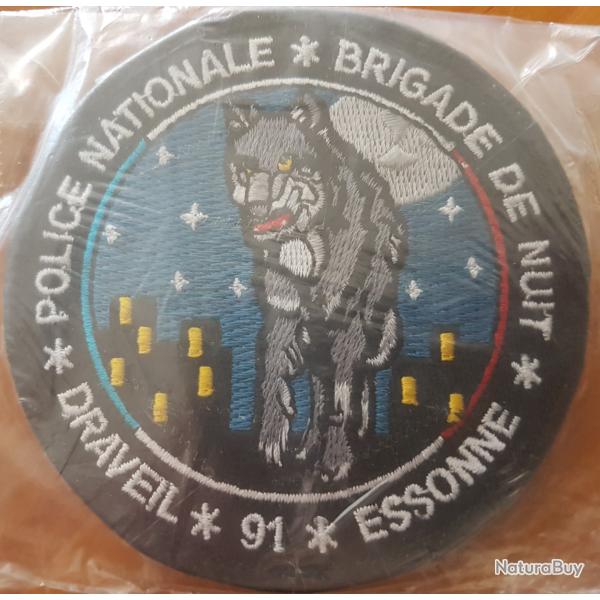 POLICE NATIONALE * BRIGADE DE NUIT *
DRAVEIL * 91 * ESSONNE *
NaturaBuy